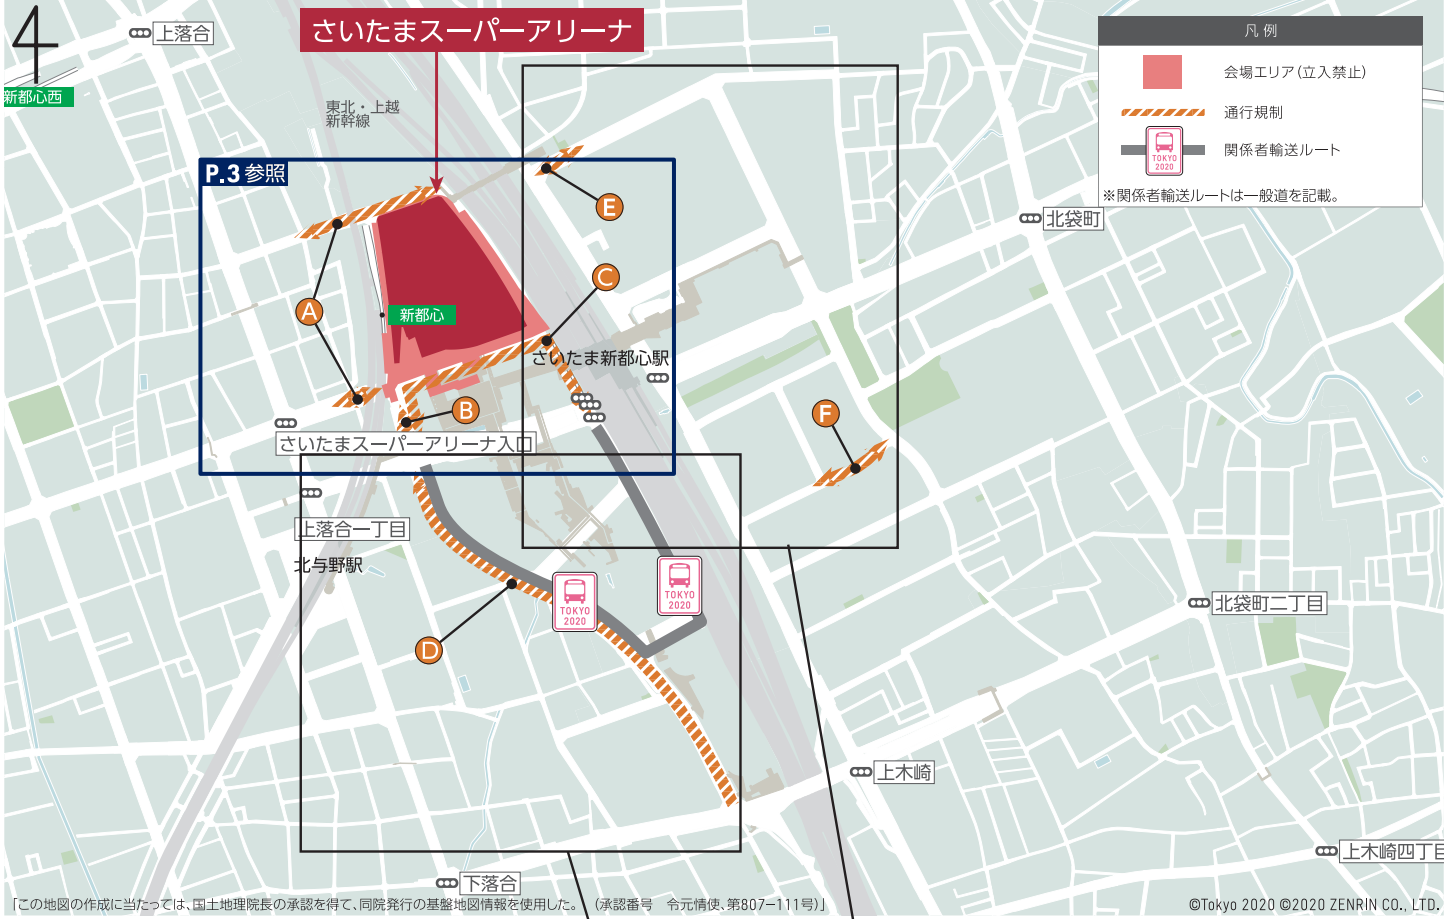 4
上落合
さいたまスーパーアリーナ
凡例
会場エリア(立入禁止)
通行規制
TOKYO
2020
関係者輸送ルート
※関係者輸送ルートは一般道を記載。
新都心西
東北・上越
新幹線
P.3 参照
E
北袋町
C
A
新都心
さいたま新都心駅
B
F
さいたまスーパーアリーナ入口
上落合一丁目
北与野駅
TOKYO
2020
TOKYO
2020
北袋町二丁目
D
上木崎
上木崎四丁目
下落合
「この地図の作成に当たっては、国土地理院長の承認を得て、同院発行の基盤地図情報を使用した。 (承認番号 令元情使、第807-111号)」
©Tokyo 2020 ©2020 ZENRIN CO., LTD.